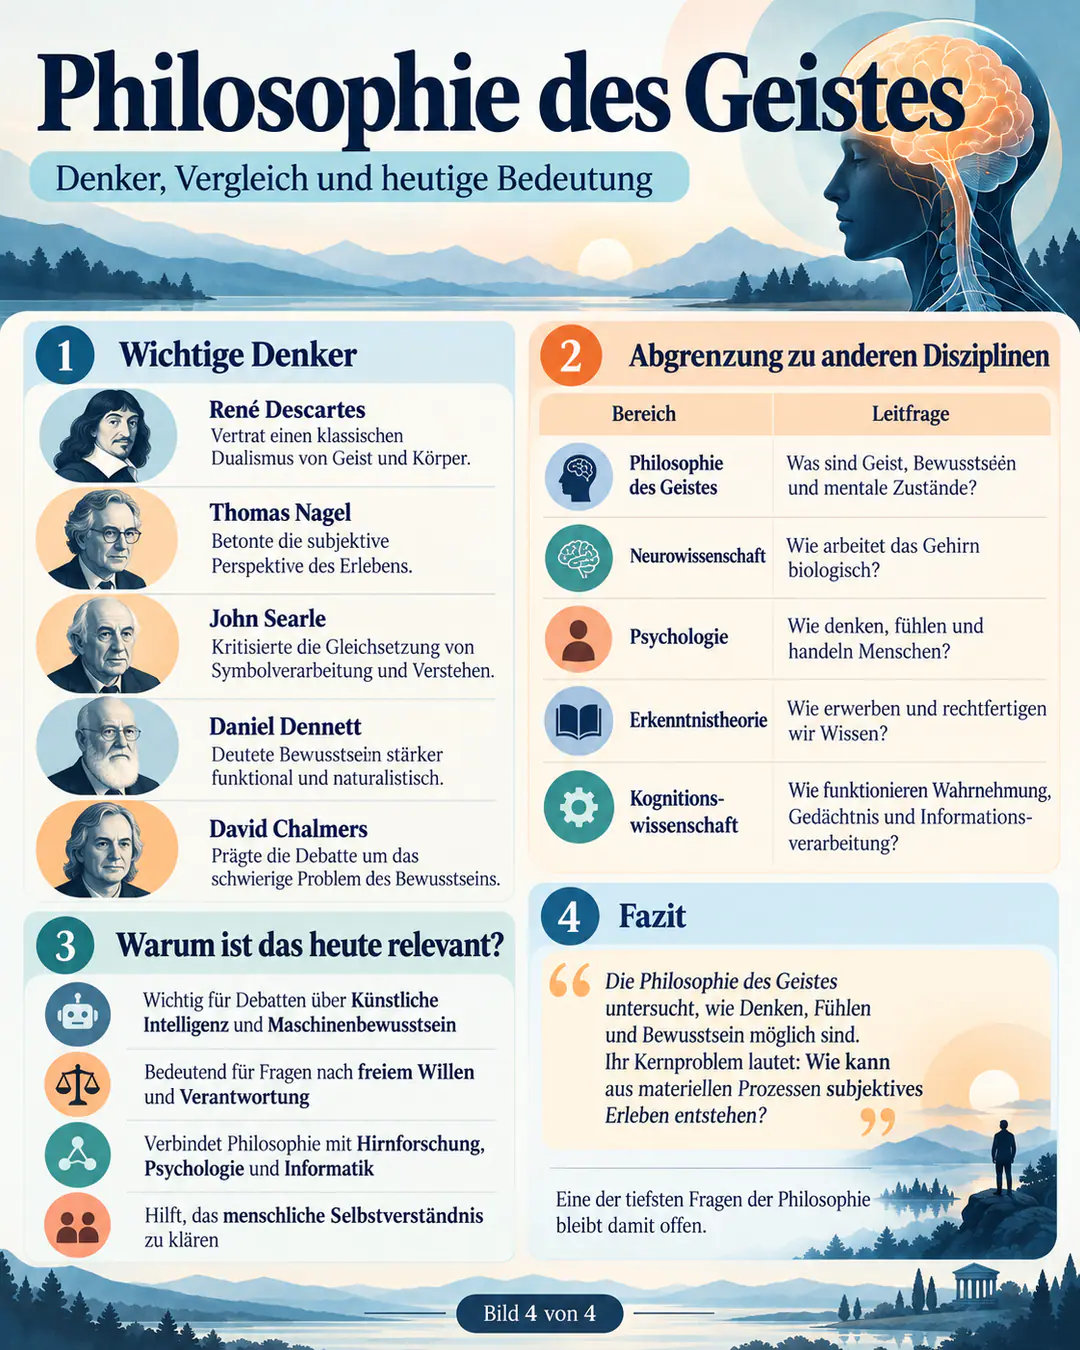 Philosophie des Geistes
Denker, Vergleich und heutige Bedeutung
1 Wichtige Denker
René Descartes
Vertrat einen klassischen
Dualismus von Geist und Körper.
Thomas Nagel
Betonte die subjektive
Perspektive des Erlebens.
John Searle
Kritisierte die Gleichsetzung von
Symbolverarbeitung und Verstehen.
Daniel Dennett
Deutete Bewusstsein stärker
funktional und naturalistisch.
David Chalmers
Prägte die Debatte um das
schwierige Problem des Bewusstseins.
2 Abgrenzung zu anderen Disziplinen
Bereich Leitfrage
Philosophie
des Geistes
Was sind Geist, Bewusstséén
und mentale Zustände?
Neurowissenschaft
Wie arbeitet das Gehirn
biologisch?
Psychologie
Wie denken, fühlen und
handeln Menschen?
Erkenntnistheorie
Wie erwerben und rechtfertigen
wir Wissen?
Kognitions-
wissenschaft
Wie funktionieren Wahrnehmung,
Gedächtnis und Informations-
verarbeitung?
3 Warum ist das heute relevant?
Wichtig für Debatten über Künstliche
Intelligenz und Maschinenbewusstsein
Bedeutend für Fragen nach freiem Willen
und Verantwortung
Verbindet Philosophie mit Hirnforschung,
Psychologie und Informatik
Hilft, das menschliche Selbstverständnis
zu klären
4 Fazit
“ Die Philosophie des Geistes
untersucht, wie Denken, Fühlen
und Bewusstsein möglich sind.
Ihr Kernproblem lautet: Wie kann
aus materiellen Prozessen subjektives
Erleben entstehen? ”
Eine der tiefsten Fragen der Philosophie
bleibt damit offen.
Bild 4 von 4